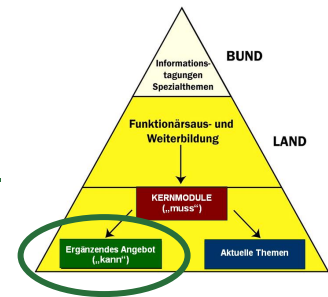 BUND
Informations-
tagungen
Spezialthemen
Funktionärsaus- und
Weiterbildung
LAND
KERNMODULE
(„muss“)
Ergänzendes Angebot
(„kann“)
Aktuelle Themen